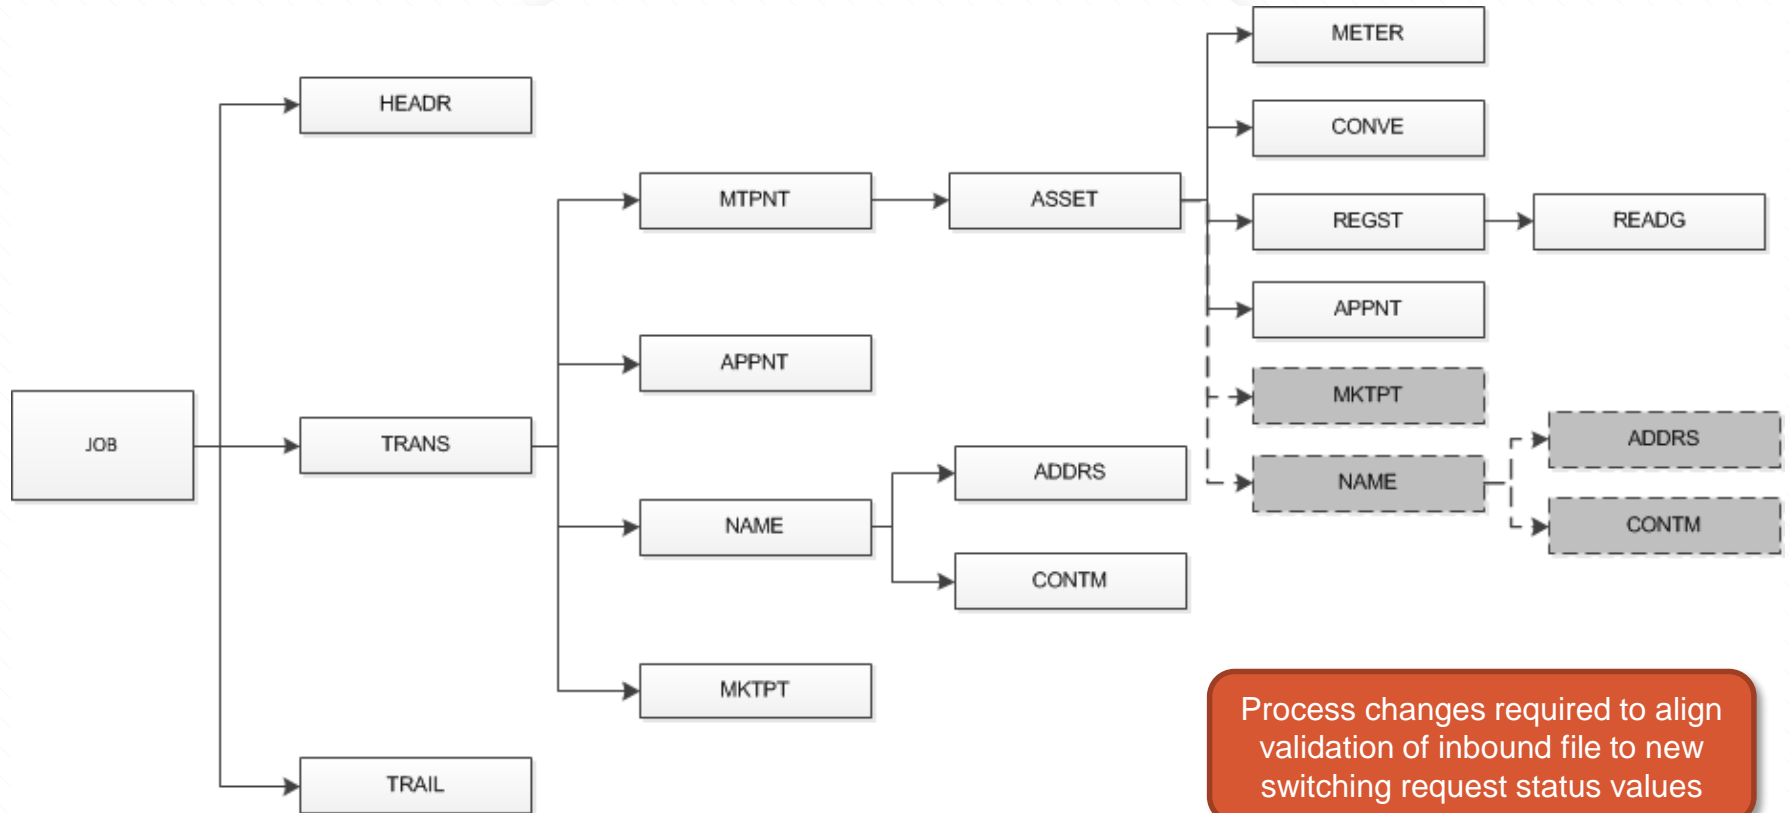 METER
HEADR
CONVE
MTPNT
ASSET
REGST
READG
APPNT
APPNT
MKTPT
JOB
TRANS
ADDRS
ADDRS
NAME
NAME
CONTM
CONTM
MKTPT
TRAIL
Process changes required to align
validation of inbound file to new
switching request status values